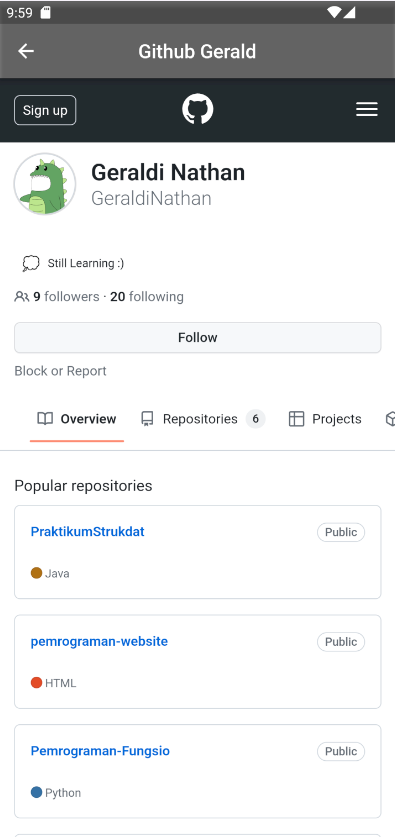 9:59
Github Gerald
Sign up
Geraldi Nathan
GeraldiNathan
Still Learning :)
9 followers · 20 following
Follow
Block or Report
Overview Repositories 6 Projects
Popular repositories
PraktikumStrukdat Public
Java
pemrograman-website Public
HTML
Pemrograman-Fungsio Public
Python